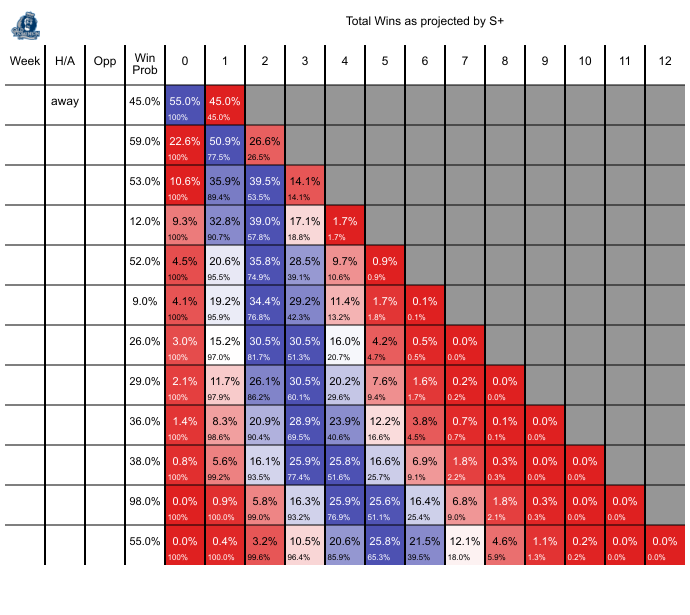 Total Wins as projected by S+
Week H/A Opp Win Prob 0 1 2 3 4 5 6 7 8 9 10 11 12
away 45.0% 55.0% 45.0%
100% 45.0%
59.0% 22.6% 50.9% 26.6%
100% 77.5% 26.5%
53.0% 10.6% 35.9% 39.5% 14.1%
100% 89.4% 53.5% 14.1%
12.0% 9.3% 32.8% 39.0% 17.1% 1.7%
100% 90.7% 57.8% 18.8% 1.7%
52.0% 4.5% 20.6% 35.8% 28.5% 9.7% 0.9%
100% 95.5% 74.9% 39.1% 10.6% 0.9%
9.0% 4.1% 19.2% 34.4% 29.2% 11.4% 1.7% 0.1%
100% 95.9% 76.8% 42.3% 13.2% 1.8% 0.1%
26.0% 3.0% 15.2% 30.5% 30.5% 16.0% 4.2% 0.5% 0.0%
100% 97.0% 81.7% 51.3% 20.7% 4.7% 0.5% 0.0%
29.0% 2.1% 11.7% 26.1% 30.5% 20.2% 7.6% 1.6% 0.2% 0.0%
100% 97.9% 86.2% 60.1% 29.6% 9.4% 1.7% 0.2% 0.0%
36.0% 1.4% 8.3% 20.9% 28.9% 23.9% 12.2% 3.8% 0.7% 0.1% 0.0%
100% 98.6% 90.4% 69.5% 40.6% 16.6% 4.5% 0.7% 0.1% 0.0%
38.0% 0.8% 5.6% 16.1% 25.9% 25.8% 16.6% 6.9% 1.8% 0.3% 0.0% 0.0%
100% 99.2% 93.5% 77.4% 51.6% 25.7% 9.1% 2.2% 0.3% 0.0% 0.0%
98.0% 0.0% 0.9% 5.8% 16.3% 25.9% 25.6% 16.4% 6.8% 1.8% 0.3% 0.0% 0.0%
100% 100.0% 99.0% 93.2% 76.9% 51.1% 25.4% 9.0% 2.1% 0.3% 0.0% 0.0%
55.0% 0.0% 0.4% 3.2% 10.5% 20.6% 25.8% 21.5% 12.1% 4.6% 1.1% 0.2% 0.0% 0.0%
100% 100.0% 99.6% 96.4% 85.9% 65.3% 39.5% 18.0% 5.9% 1.3% 0.2% 0.0% 0.0%